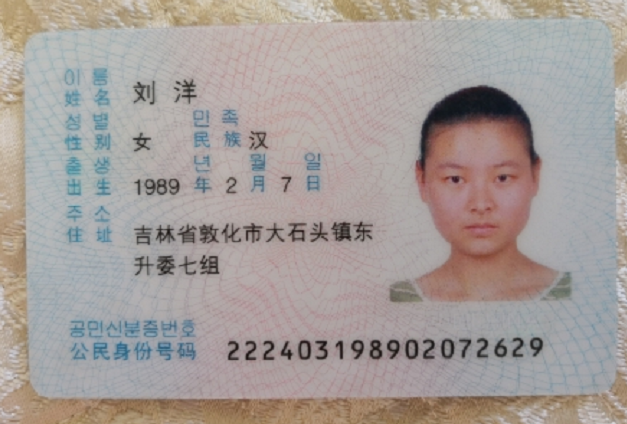 이름
姓名 刘洋
성별 민족
性别 女 民族 汉
출생 년 월 일
出生 1989 年 2 月 7 日
주소
住址 吉林省敦化市大石头镇东
升委七组
공민신분증번호
公民身份号码 222403198902072629